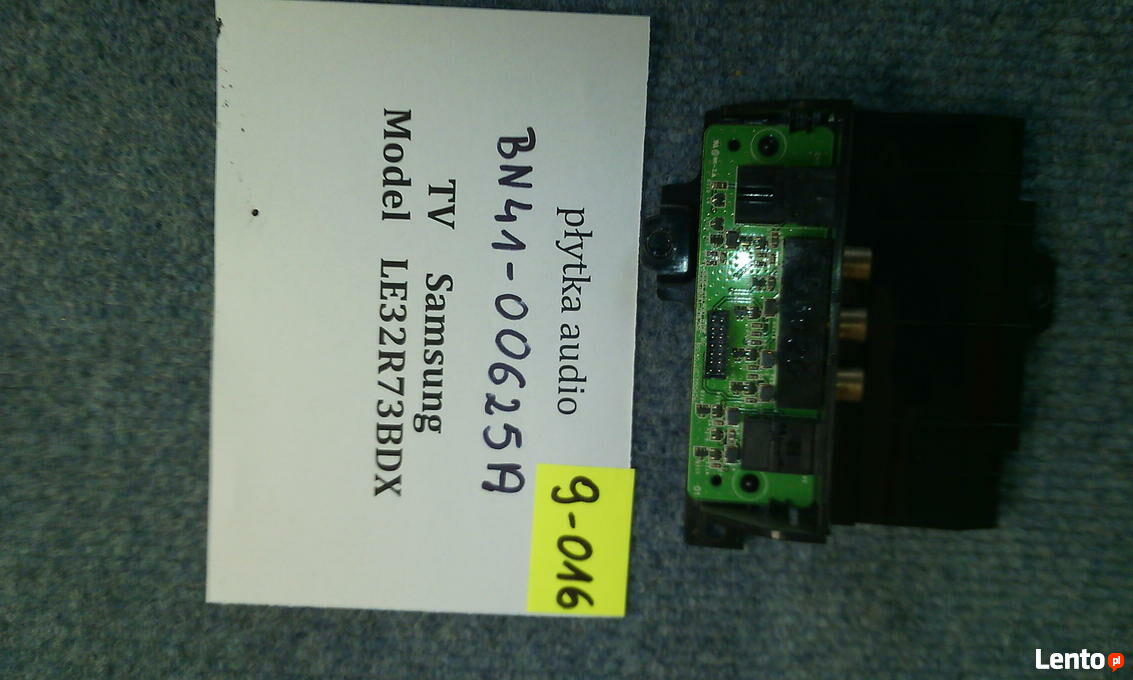 płytka audio
9-016
BN41-00625A
TV Samsung
Model LE32R73BDX
Lento pl